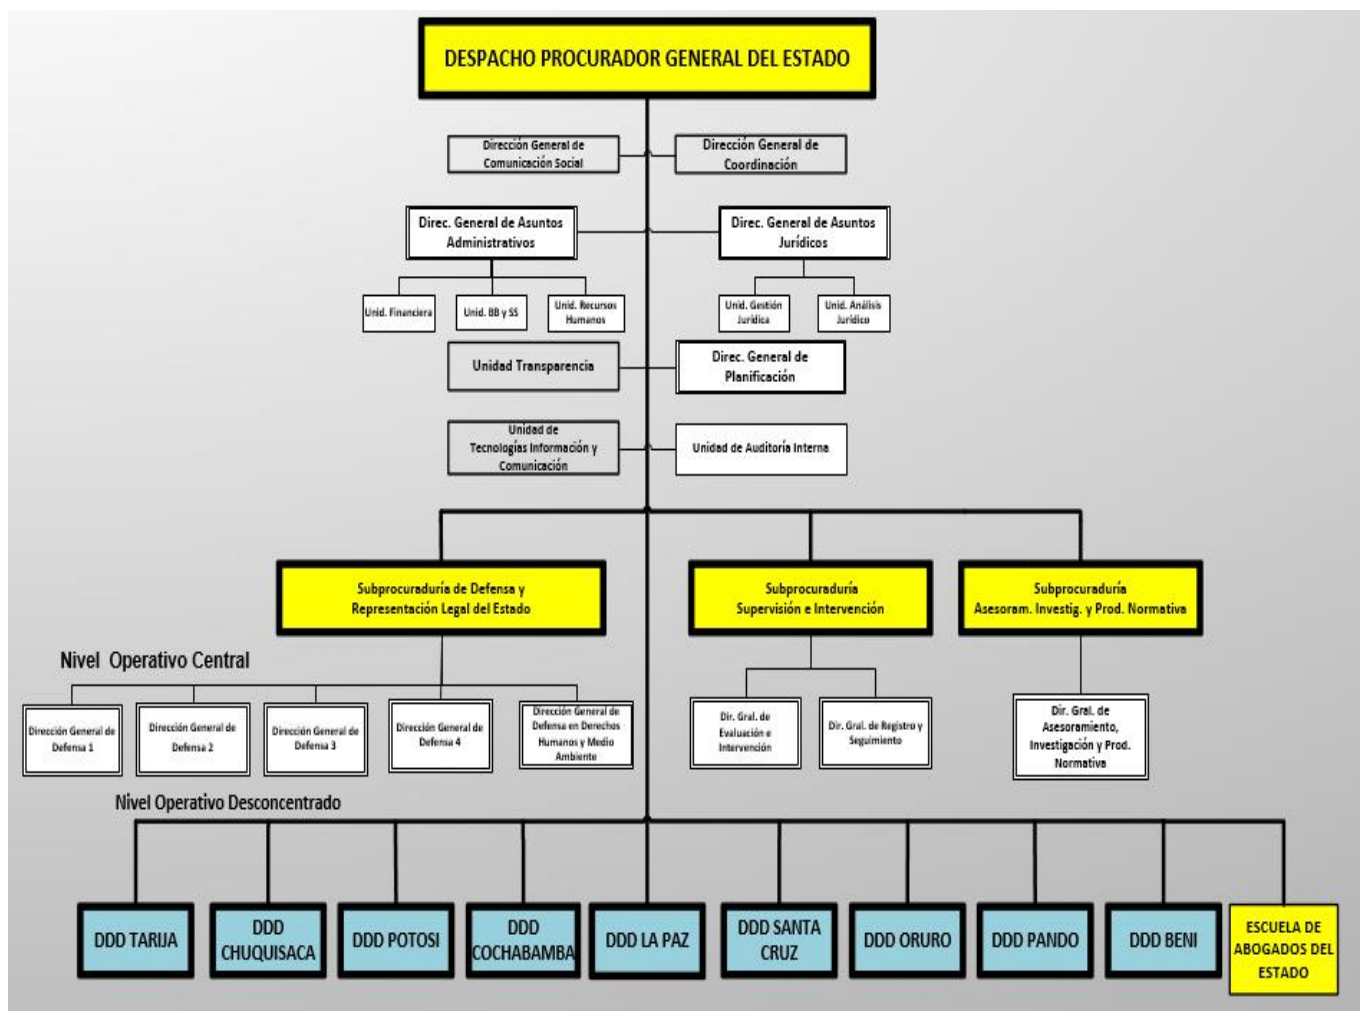 DESPACHO PROCURADOR GENERAL DEL ESTADO
Dirección General de
Comunicación Social
Dirección General de
Coordinación
Direc. General de Asuntos
Administrativos
Direc. General de Asuntos
Jurídicos
Unid. Financiera
Unid. BB y SS
Unid. Recursos
Humanos
Unid. Gestión
Jurídica
Unid. Análisis
Jurídico
Unidad Transparencia
Direc. General de
Planificación
Unidad de
Tecnologías Información y
Comunicación
Unidad de Auditoría Interna
Subprocuraduría de Defensa y
Representación Legal del Estado
Subprocuraduría
Supervisión e Intervención
Subprocuraduría
Asesoram. Investig. y Prod. Normativa
Nivel Operativo Central
Dirección General de
Defensa 1
Dirección General de
Defensa 2
Dirección General de
Defensa 3
Dirección General de
Defensa 4
Dirección General de
Defensa en Derechos
Humanos y Medio
Ambiente
Dir. Gral. de
Evaluación e
Intervención
Dir. Gral. de Registro y
Seguimiento
Dir. Gral. de
Asesoramiento,
Investigación y Prod.
Normativa
Nivel Operativo Desconcentrado
DDD TARIJA
DDD
CHUQUISACA
DDD POTOSI
DDD
COCHABAMBA
DDD LA PAZ
DDD SANTA
CRUZ
DDD ORURO
DDD PANDO
DDD BENI
ESCUELA DE
ABOGADOS DEL
ESTADO